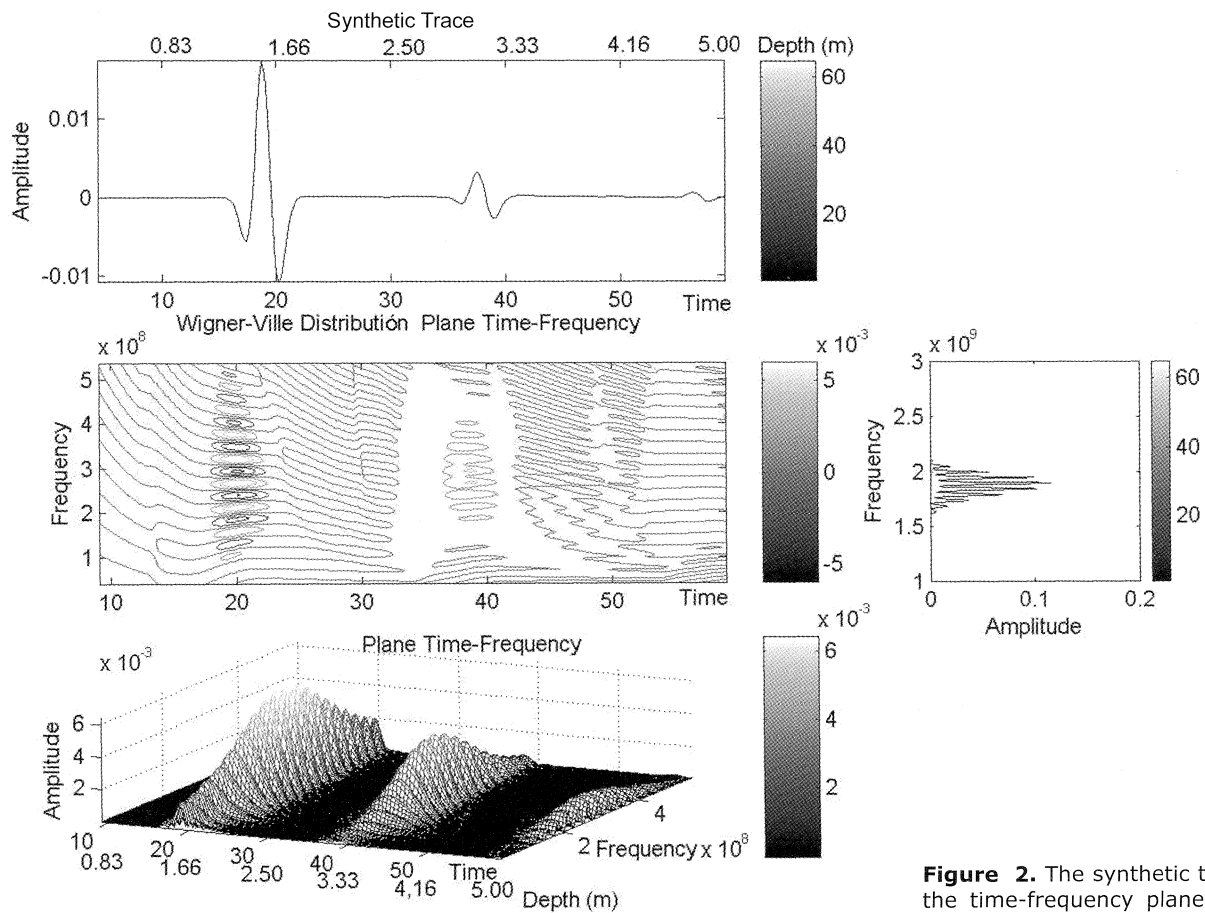 Synthetic Trace
0.83 1.66 2.50 3.33 4.16 5.00 Depth (m)
Amplitude
0.01
0
-0.01
10 20 30 40 50 Time
60
40
20
Wigner-Ville Distribution Plane Time-Frequency
x 10^8
Frequency
5
4
3
2
1
10 20 30 40 50 Time
x 10^-3
5
0
-5
x 10^9
Frequency
3
2.5
2
1.5
1
0 0.1 0.2
Amplitude
60
40
20
Plane Time-Frequency
x 10^-3
Amplitude
6
4
2
10 20 30 40 50 Time
0.83 1.66 2.50 3.33 4,16 5.00
Depth (m)
2 4
Frequency x 10^8
x 10^-3
6
4
2
Figure 2. The synthetic t
the time-frequency plane